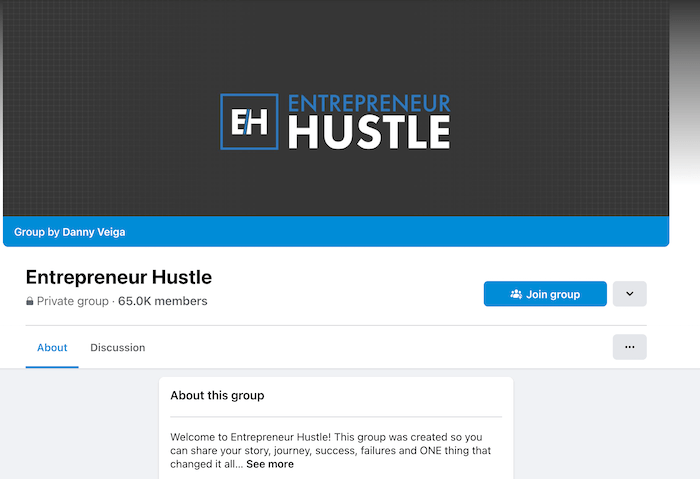 E/H ENTREPRENEUR
HUSTLE
Group by Danny Veiga
Entrepreneur Hustle
Private group · 65.0K members
Join group
About Discussion
...
About this group
Welcome to Entrepreneur Hustle! This group was created so you
can share your story, journey, success, failures and ONE thing that
changed it all... See more